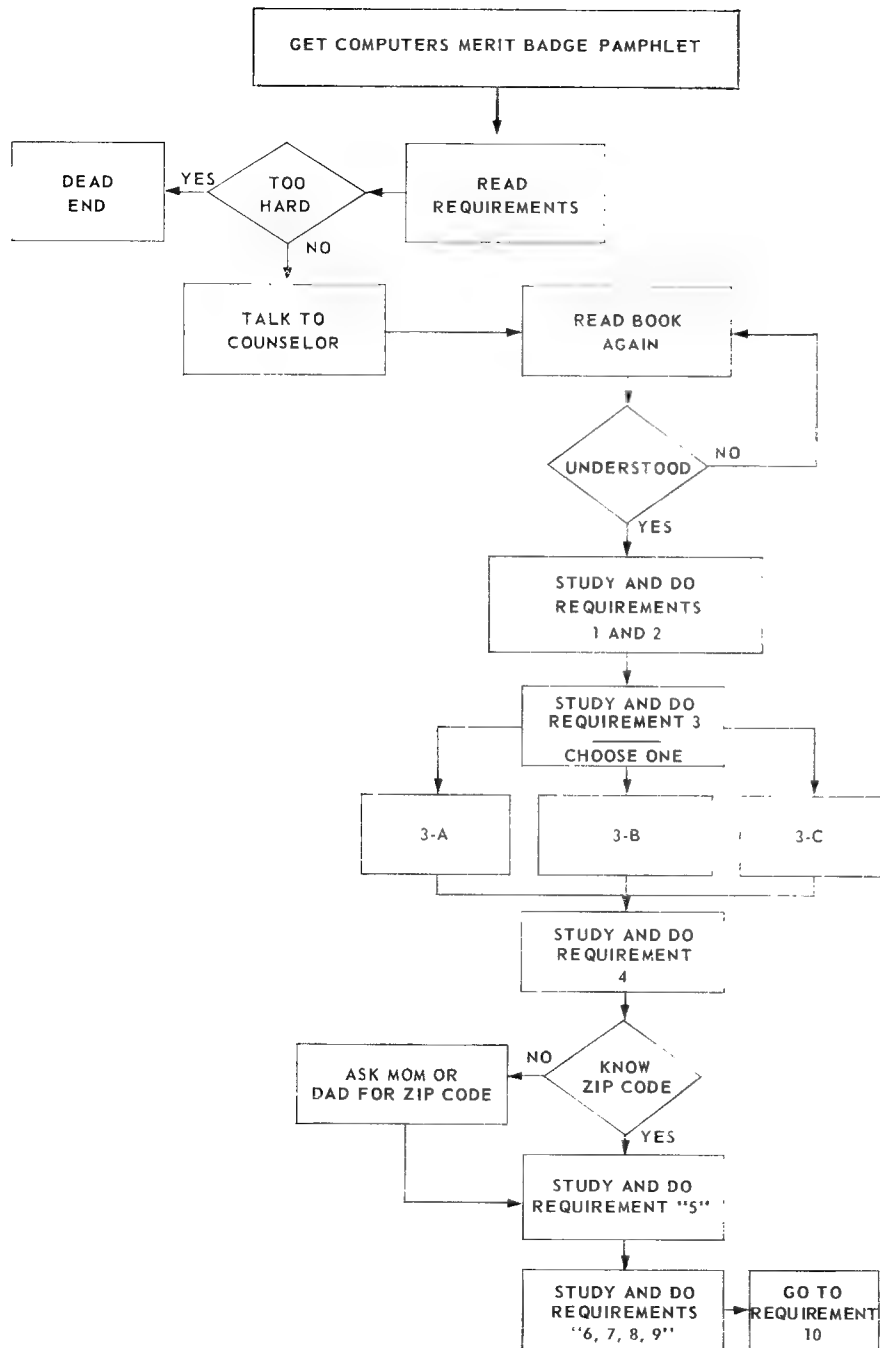 GET COMPUTERS MERIT BADGE PAMPHLET
DEAD
END
YES
TOO
HARD
READ
REQUIREMENTS
NO
TALK TO
COUNSELOR
READ BOOK
AGAIN
UNDERSTOOD
NO
YES
STUDY AND DO
REQUIREMENTS
1 AND 2
STUDY AND DO
REQUIREMENT 3
CHOOSE ONE
3-A
3-B
3-C
STUDY AND DO
REQUIREMENT
4
ASK MOM OR
DAD FOR ZIP CODE
NO
KNOW
ZIP CODE
YES
STUDY AND DO
REQUIREMENT "5"
STUDY AND DO
REQUIREMENTS
"6, 7, 8, 9"
GO TO
REQUIREMENT
10